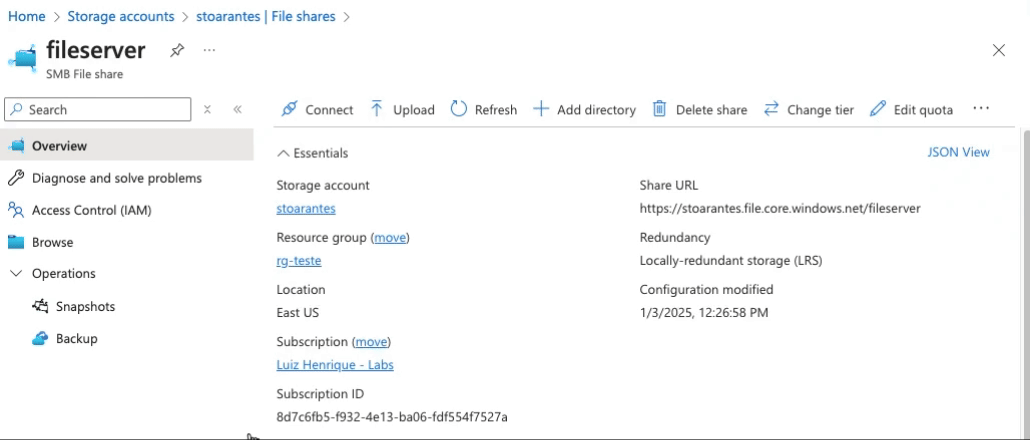 Home > Storage accounts > stoarantes | File shares >
fileserver
SMB File share
Search
Connect Upload Refresh Add directory Delete share Change tier Edit quota
Overview
Diagnose and solve problems
Access Control (IAM)
Browse
Operations
Snapshots
Backup
Essentials
JSON View
Storage account
stoarantes
Resource group (move)
rg-teste
Location
East US
Subscription (move)
Luiz Henrique - Labs
Subscription ID
8d7c6fb5-f932-4e13-ba06-fdf554f7527a
Share URL
https://stoarantes.file.core.windows.net/fileserver
Redundancy
Locally-redundant storage (LRS)
Configuration modified
1/3/2025, 12:26:58 PM